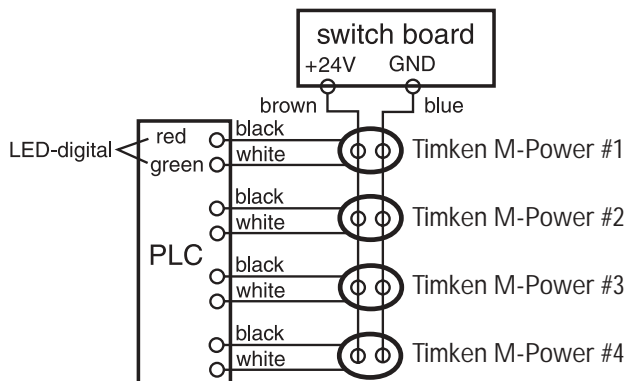 switch board
+24V GND
brown blue
red black
LED-digital
green white
Timken M-Power #1
black
white
Timken M-Power #2
PLC
black
white
Timken M-Power #3
black
white
Timken M-Power #4